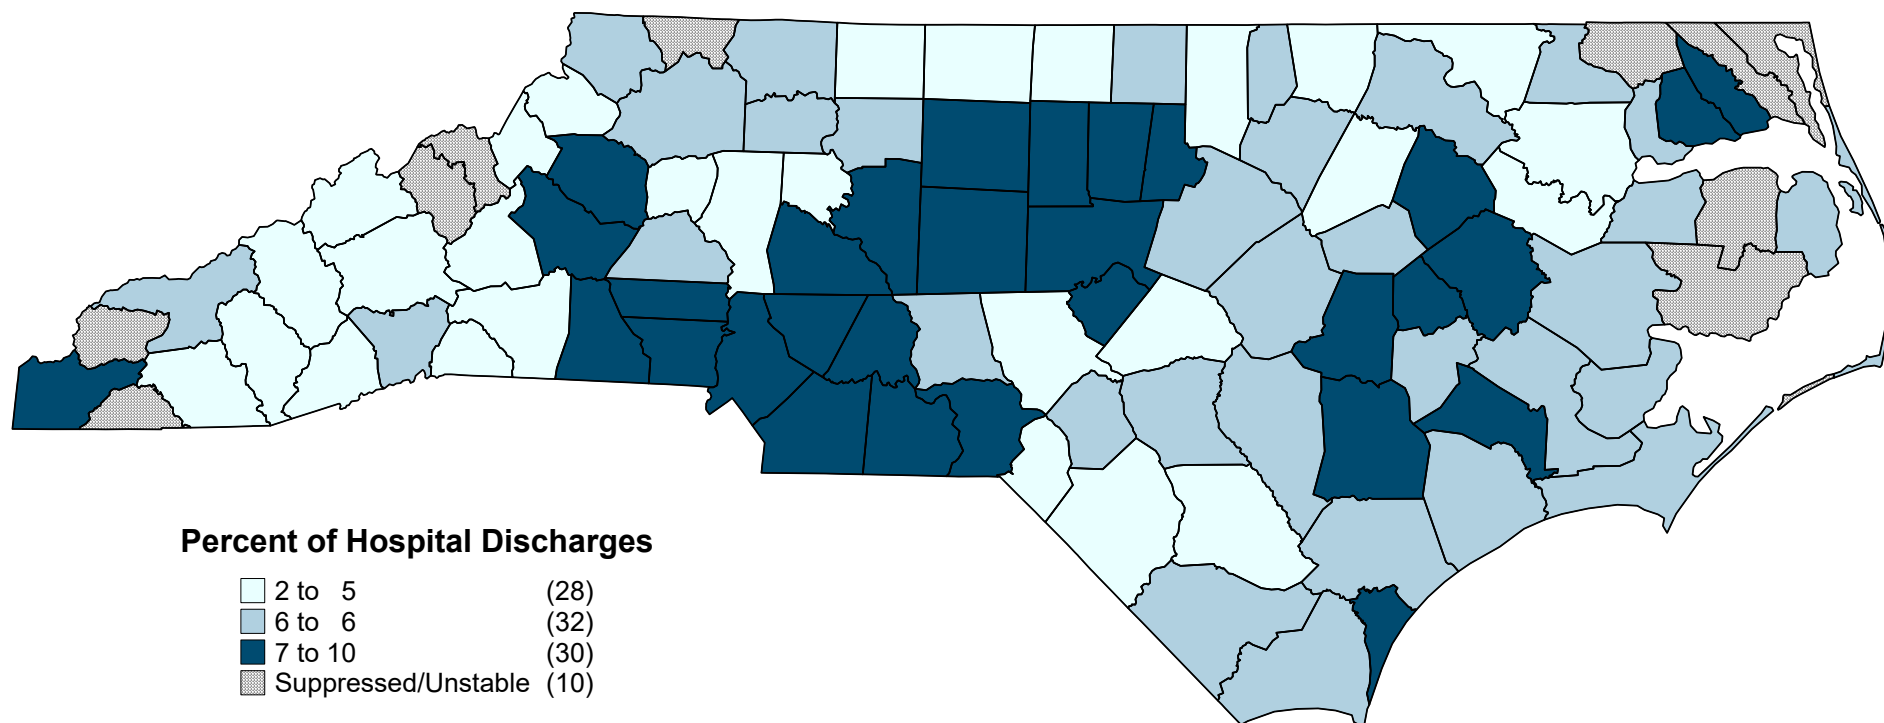 Percent of Hospital Discharges
2 to 5 (28)
6 to 6 (32)
7 to 10 (30)
Suppressed/Unstable (10)